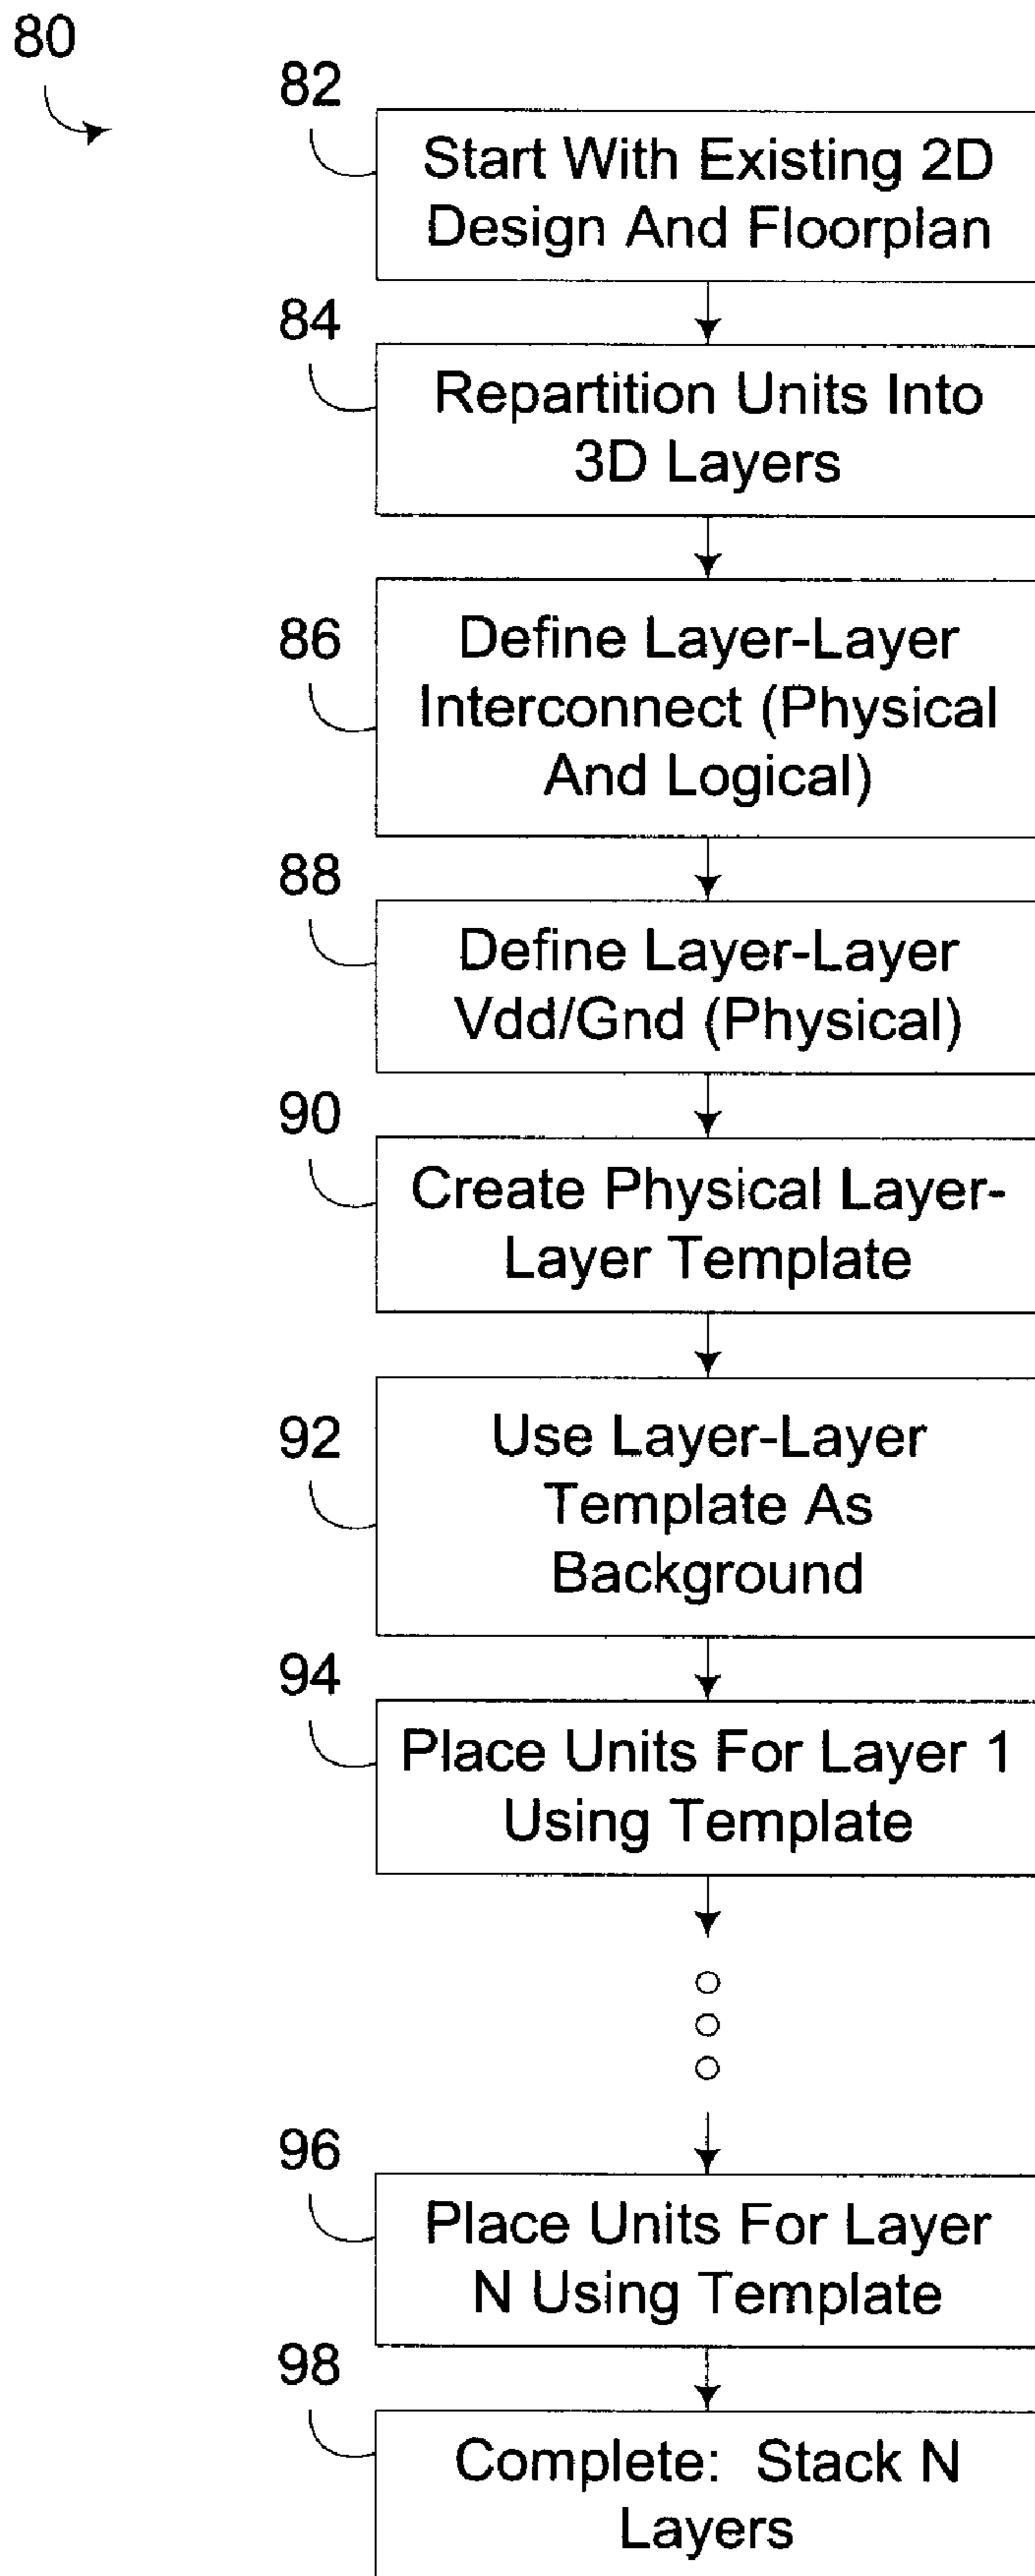 80
82
Start With Existing 2D
Design And Floorplan
84
Repartition Units Into
3D Layers
86
Define Layer-Layer
Interconnect (Physical
And Logical)
88
Define Layer-Layer
Vdd/Gnd (Physical)
90
Create Physical Layer-
Layer Template
92
Use Layer-Layer
Template As
Background
94
Place Units For Layer 1
Using Template
96
Place Units For Layer
N Using Template
98
Complete: Stack N
Layers